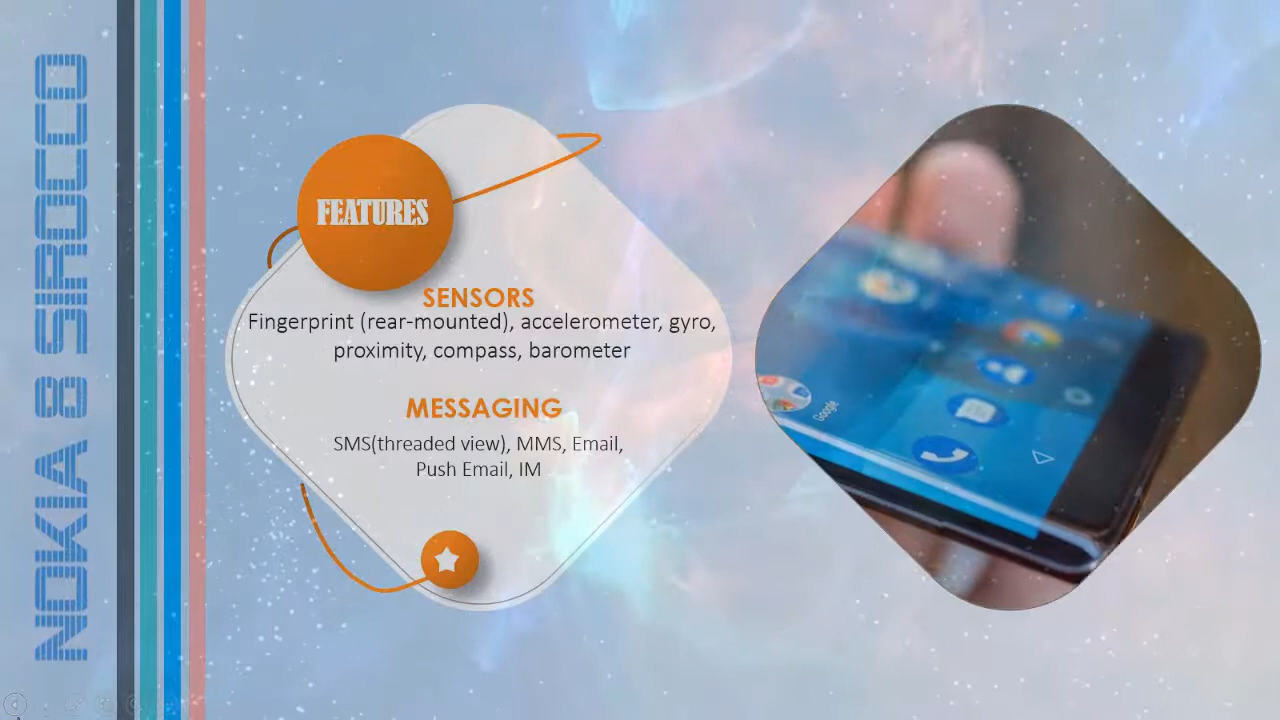 NOKIA 8 SIROCCO
FEATURES
SENSORS
Fingerprint (rear-mounted), accelerometer, gyro,
proximity, compass, barometer
MESSAGING
SMS(threaded view), MMS, Email,
Push Email, IM
Google